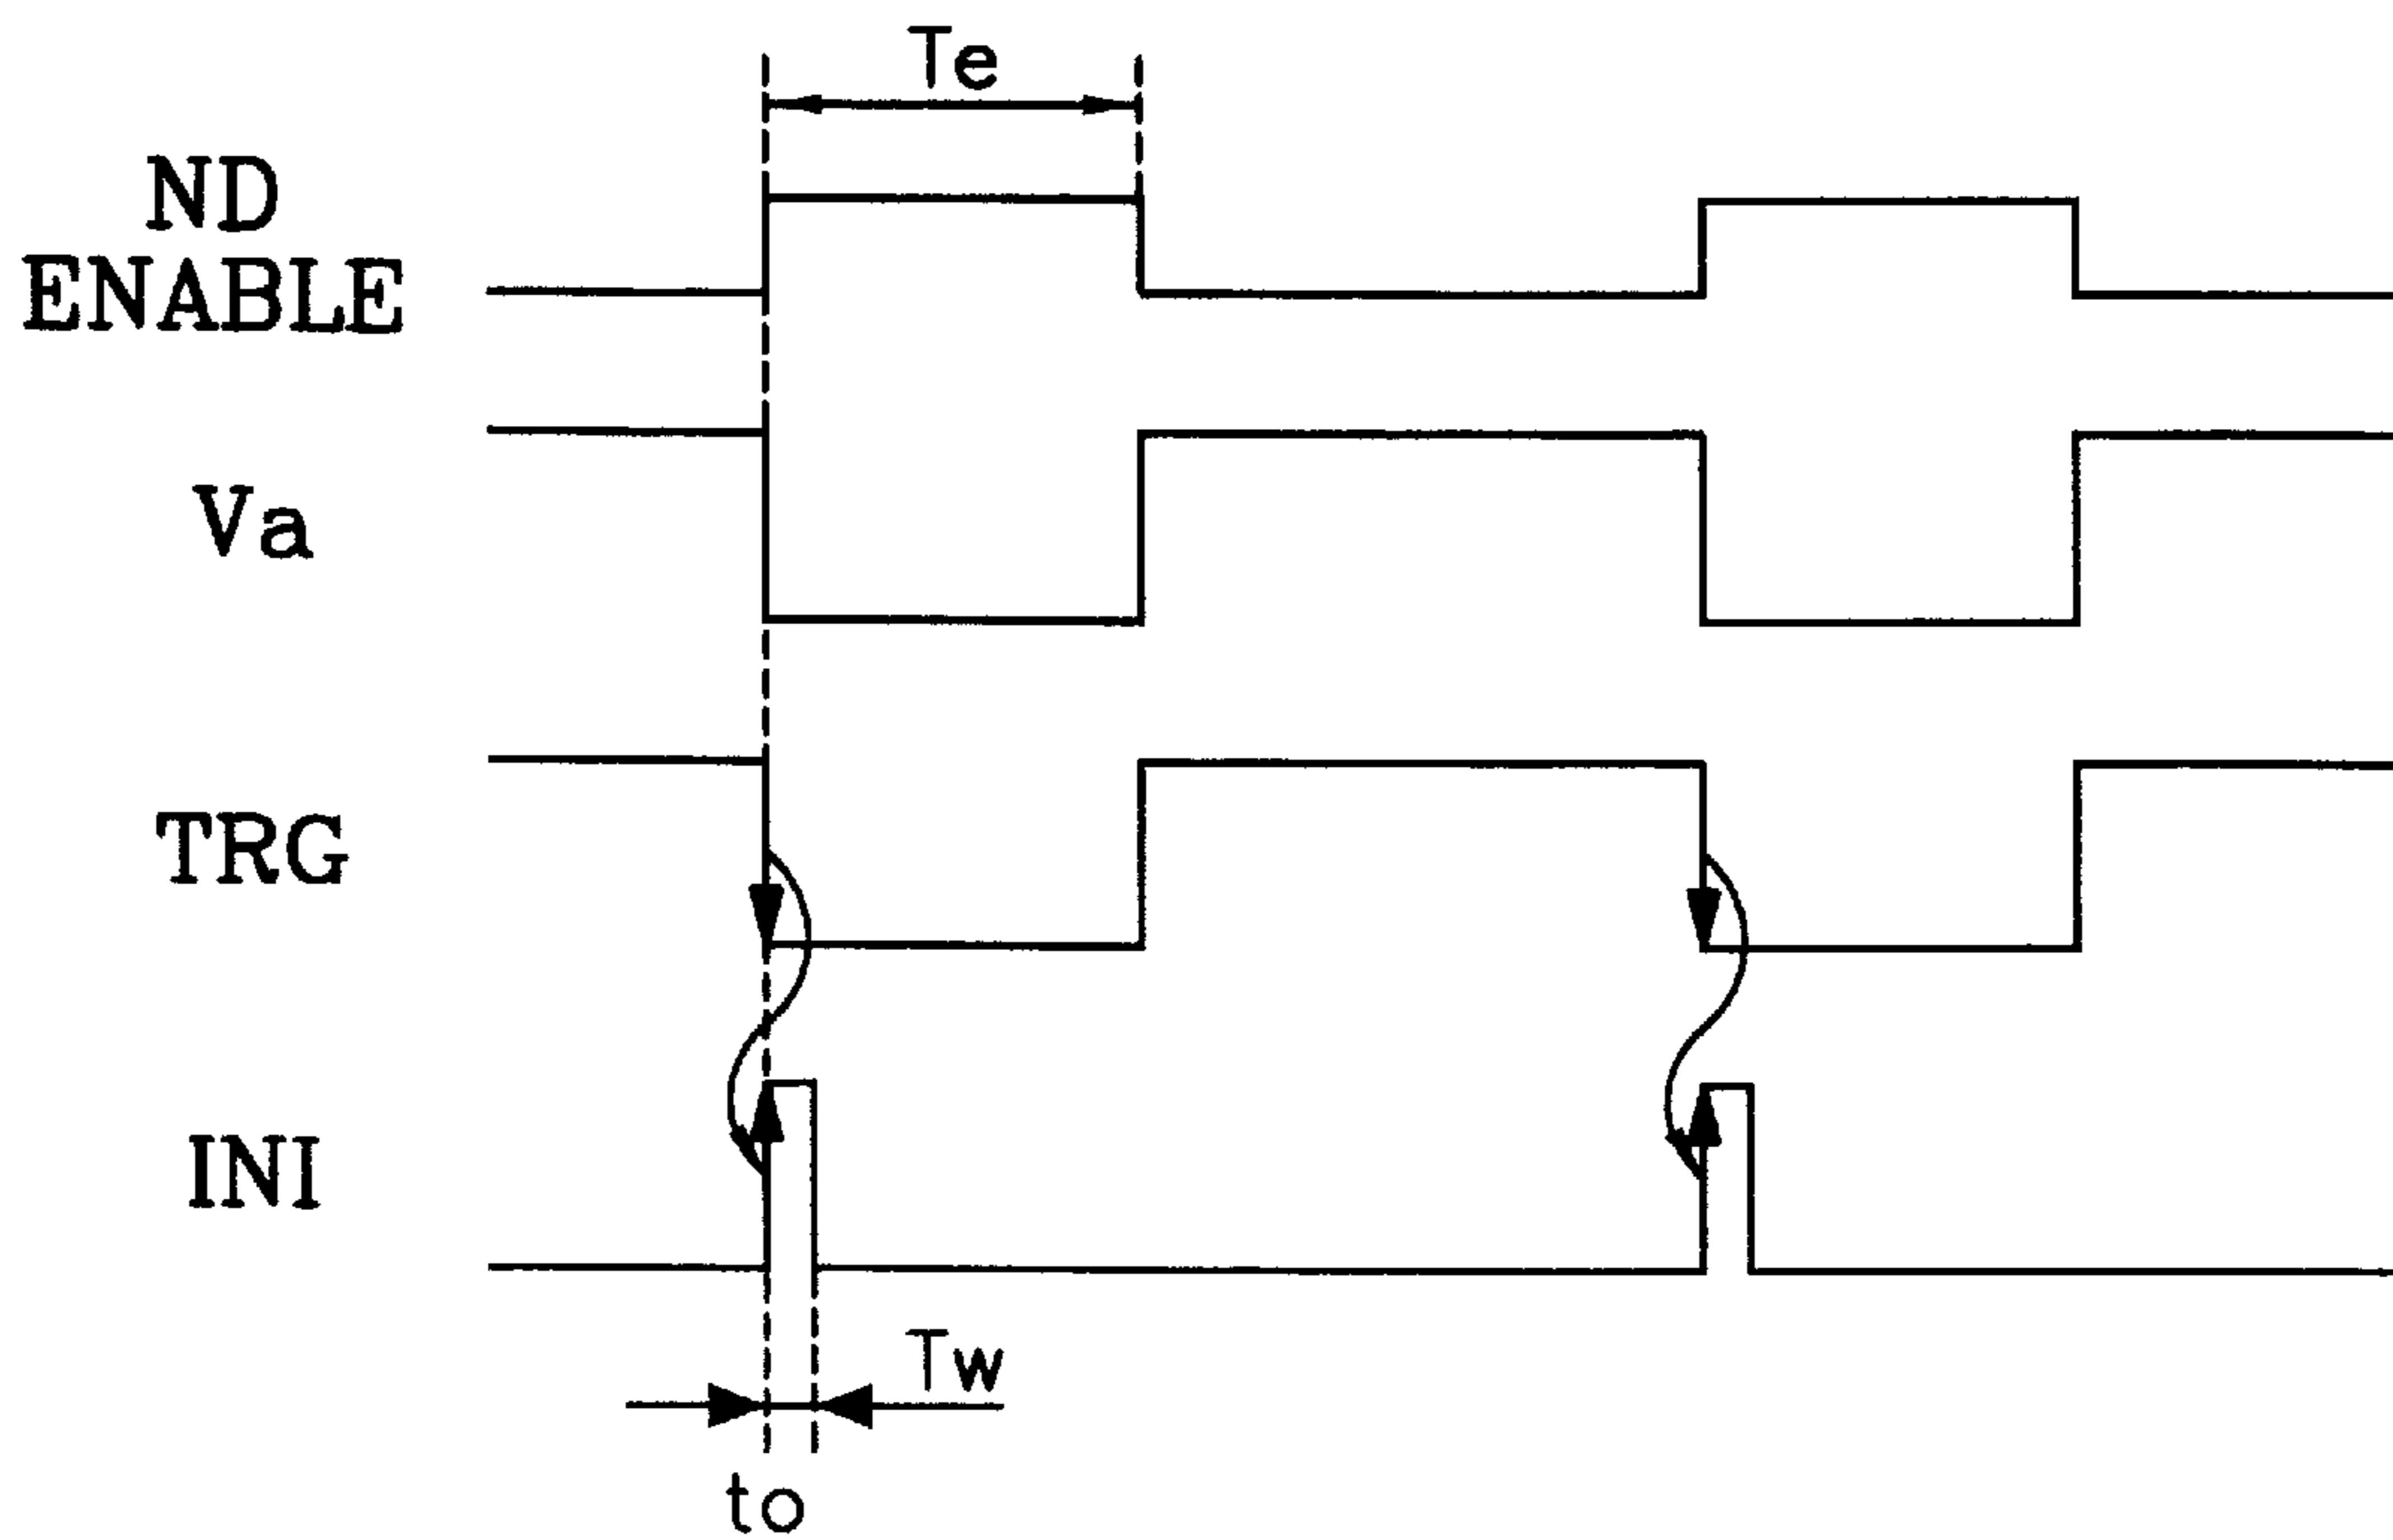 Te
ND
ENABLE
Va
TRG
INI
Tw
to